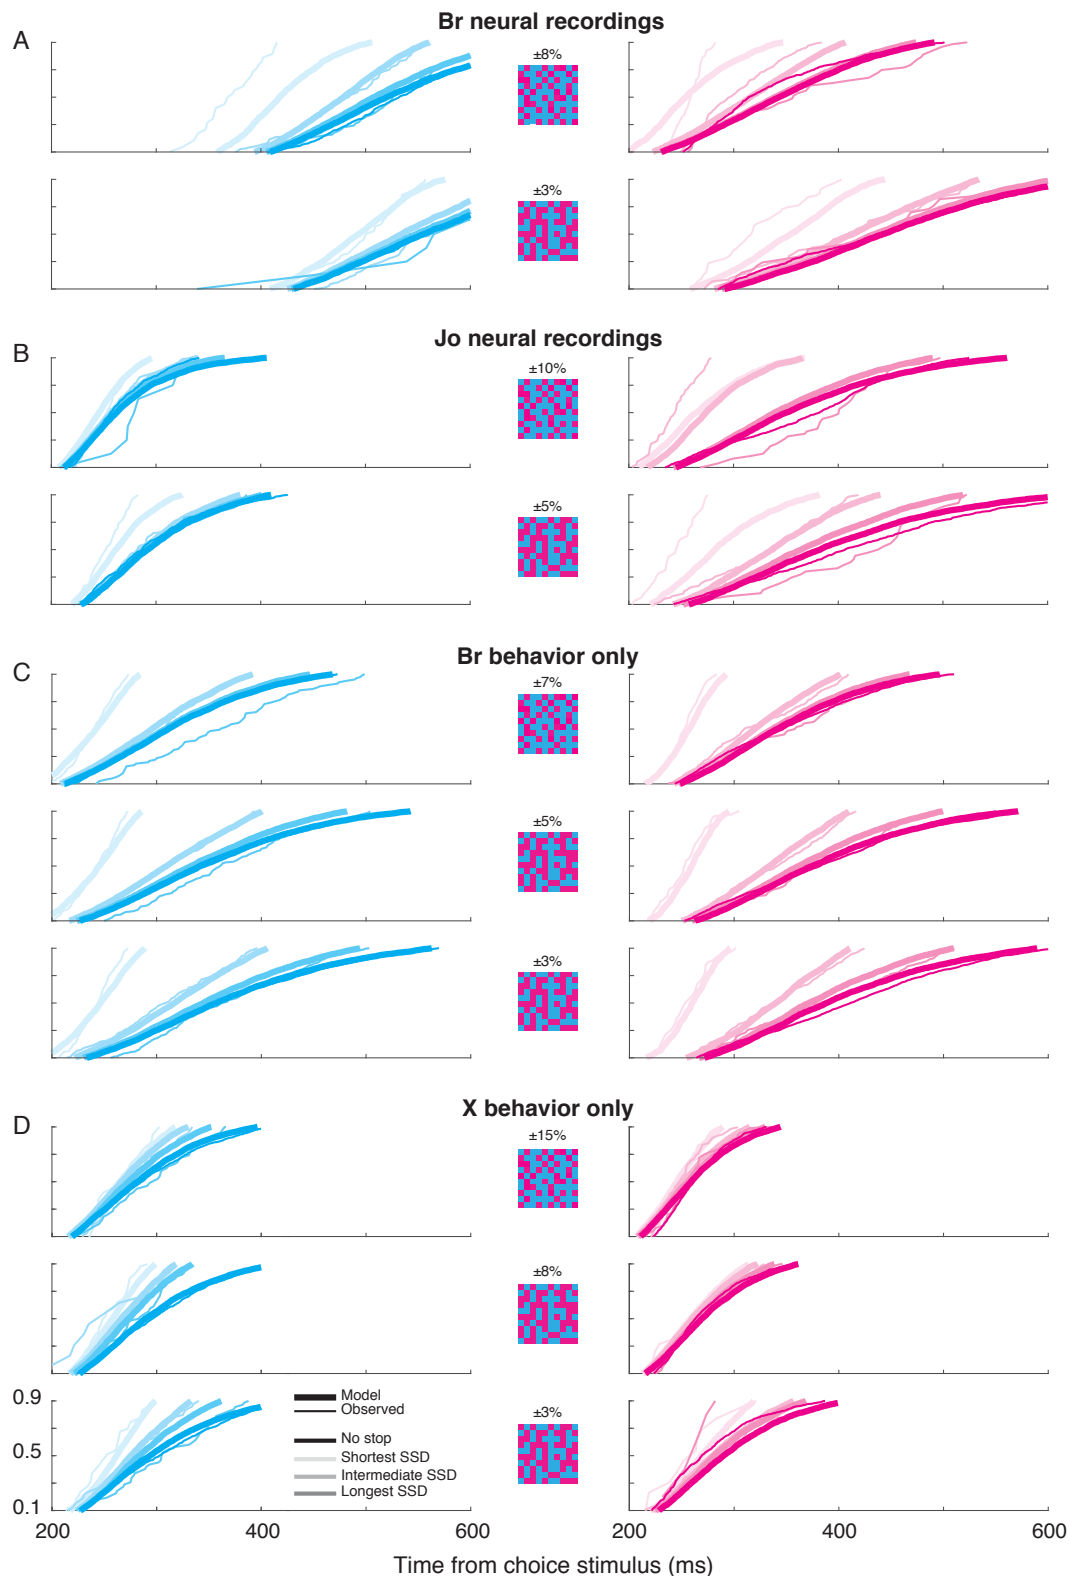 Br neural recordings
A
±8%
±3%
Jo neural recordings
B
±10%
±5%
Br behavior only
C
±7%
±5%
±3%
X behavior only
D
±15%
±8%
±3%
0.9
0.5
0.1
Model
Observed
No stop
Shortest SSD
Intermediate SSD
Longest SSD
200 400 600 200 400 600
Time from choice stimulus (ms)